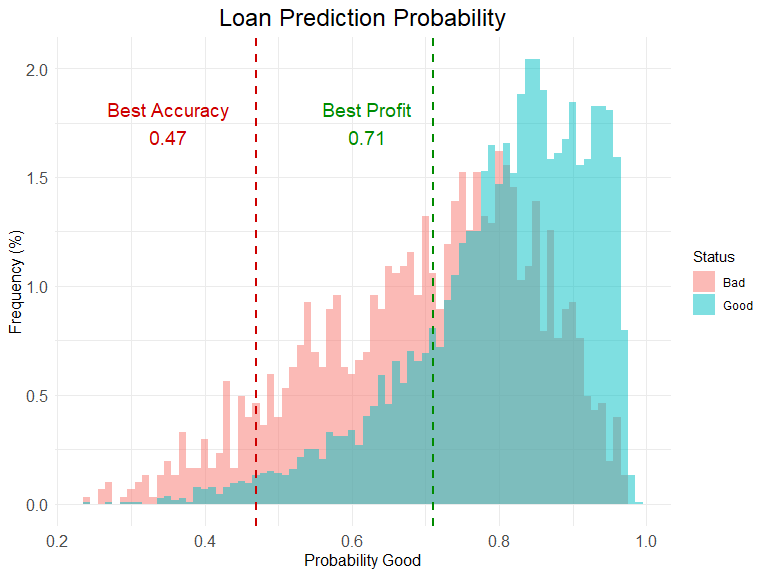 Loan Prediction Probability
2.0
1.5
1.0
0.5
0.0
Frequency (%)
Best Accuracy
0.47
Best Profit
0.71
Status
Bad
Good
0.2
0.4
0.6
0.8
1.0
Probability Good